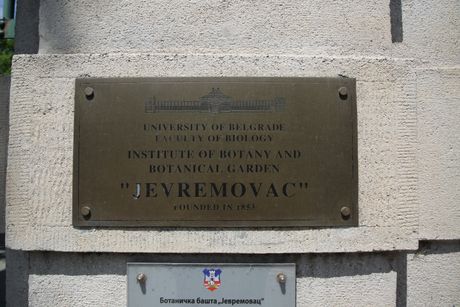 UNIVERSITY OF BELGRADE
FACULTY OF BIOLOGY
INSTITUTE OF BOTANY AND
BOTANICAL GARDEN
"JEVREMOVAC"
FOUNDED IN 1853
Ботаничка башта „Јевремовац"